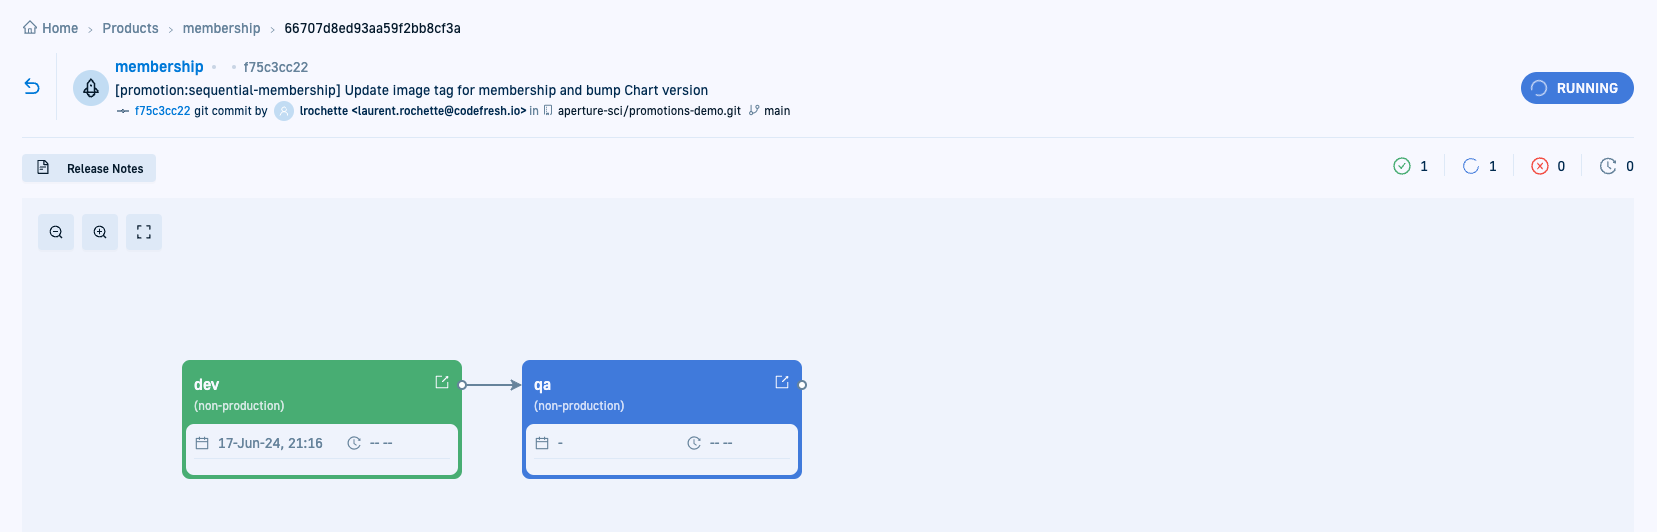 Home > Products > membership > 66707d8ed93aa59f2bb8cf3a
membership • • f75c3cc22
[promotion:sequential-membership] Update image tag for membership and bump Chart version
f75c3cc22 git commit by lrochette <laurent.rochette@codefresh.io> in aperture-sci/promotions-demo.git main
RUNNING
Release Notes
1 1 0 0
dev
(non-production)
17-Jun-24, 21:16 -- --
qa
(non-production)
- -- --